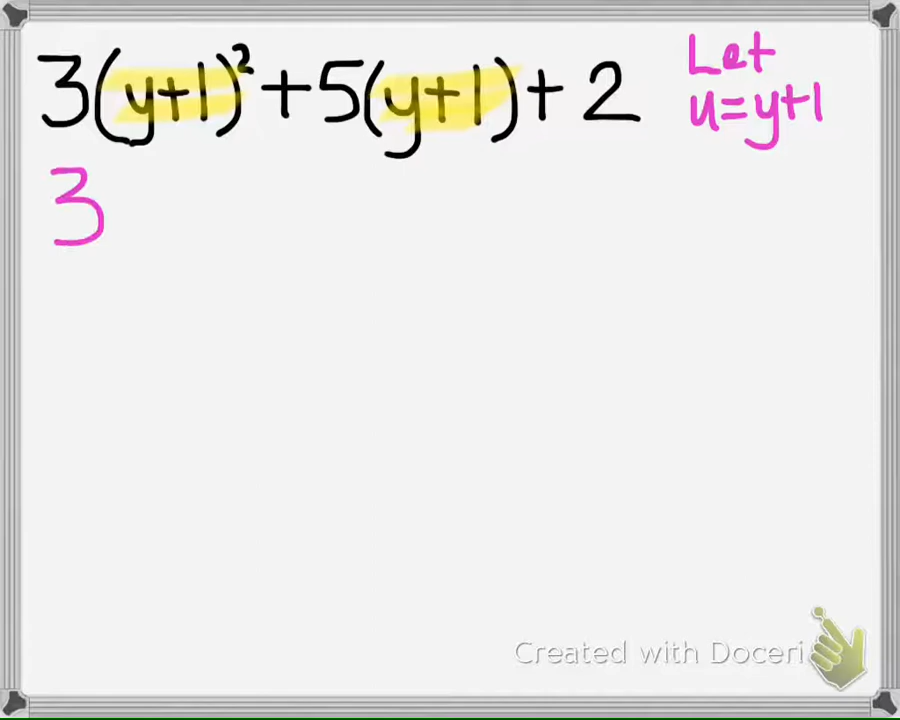 3(y+1)²+5(y+1)+2
Let
u=y+1
3
Created with Doceri